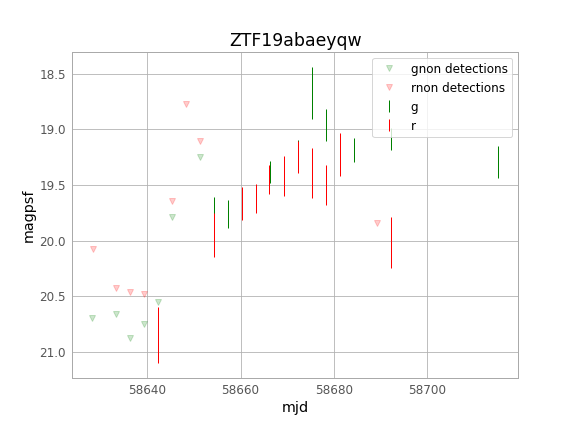 ZTF19abaeyqw
gnon detections
rnon detections
g
r
18.5
19.0
19.5
20.0
20.5
21.0
magpsf
58640
58660
58680
58700
mjd